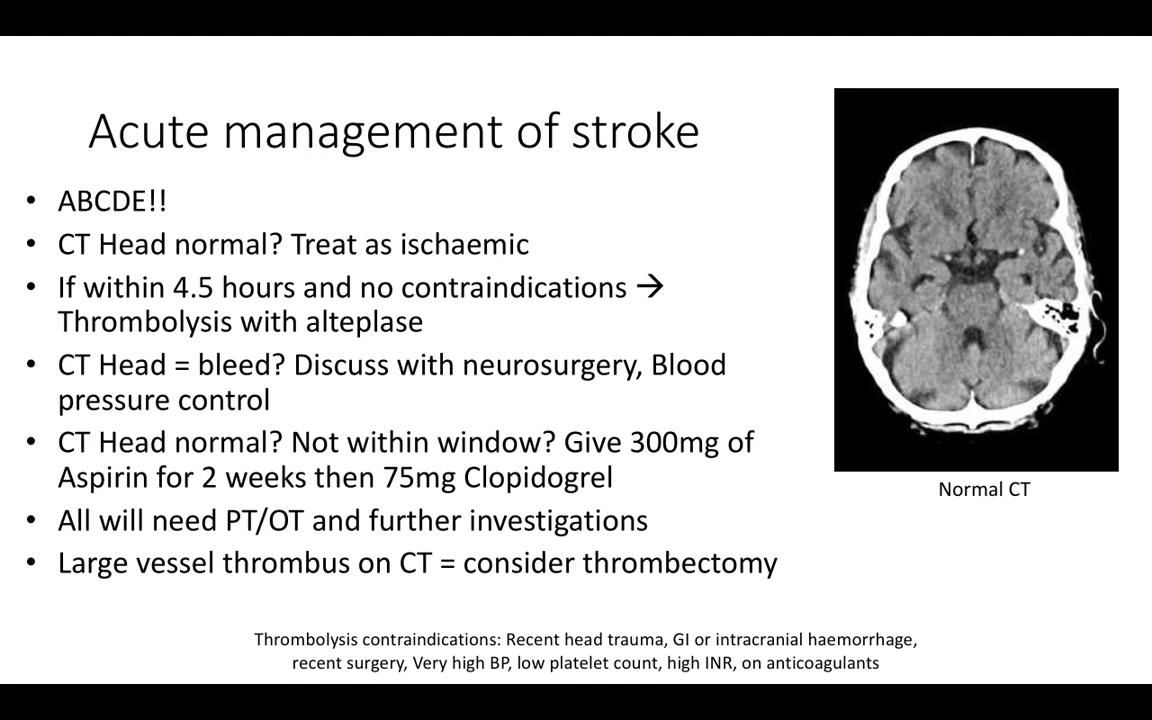 Acute management of stroke
• ABCDE!!
• CT Head normal? Treat as ischaemic
• If within 4.5 hours and no contraindications →
Thrombolysis with alteplase
• CT Head = bleed? Discuss with neurosurgery, Blood
pressure control
• CT Head normal? Not within window? Give 300mg of
Aspirin for 2 weeks then 75mg Clopidogrel
• All will need PT/OT and further investigations
• Large vessel thrombus on CT = consider thrombectomy
Normal CT
Thrombolysis contraindications: Recent head trauma, GI or intracranial haemorrhage,
recent surgery, Very high BP, low platelet count, high INR, on anticoagulants